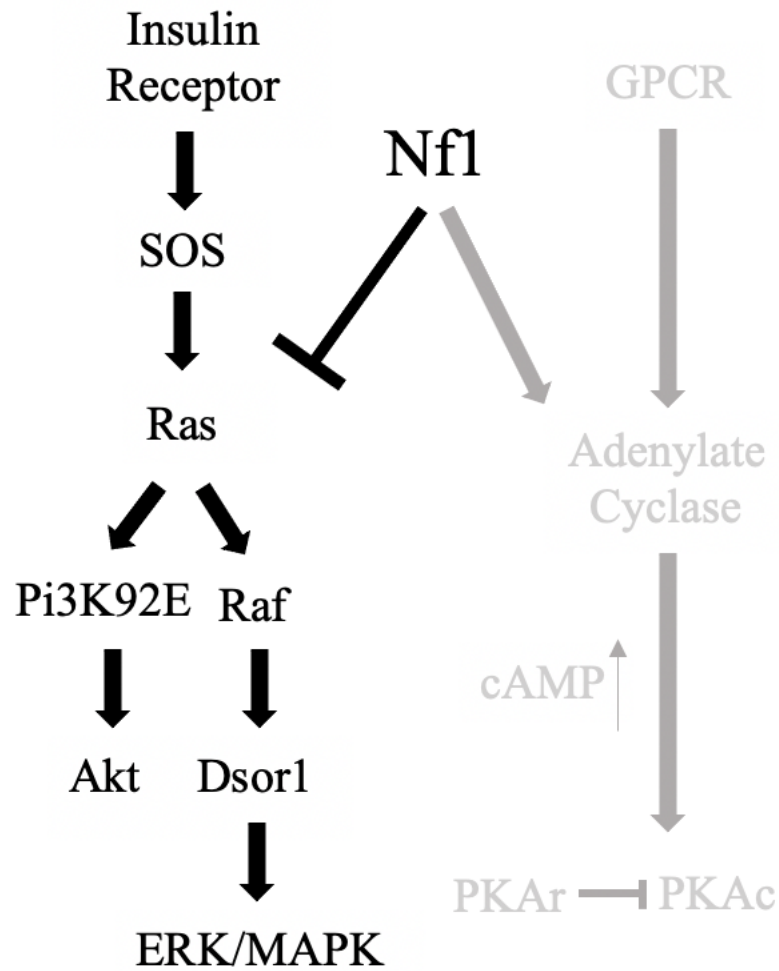 Insulin
Receptor
GPCR
Nf1
SOS
Ras
Adenylate
Cyclase
Pi3K92E
Raf
cAMP
Akt
Dsor1
PKAr
PKAc
ERK/MAPK